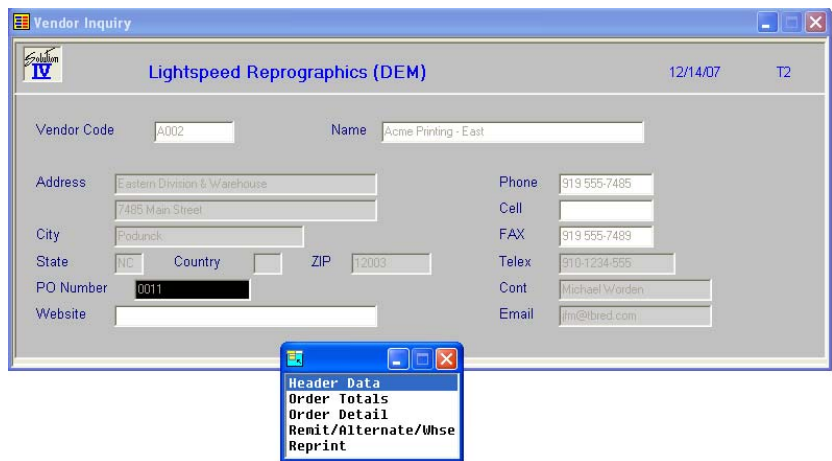 Vendor Inquiry
Solution IV
Lightspeed Reprographics (DEM) 12/14/07 T2
Vendor Code A002 Name Acme Printing - East
Address Eastern Division & Warehouse Phone 919 555-7485
7485 Main Street Cell
City Podunck FAX 919 555-7489
State NC Country ZIP 12003 Telex 910-1234-555
PO Number 0011 Cont Michael Worden
Website Email jfm@tbred.com
Header Data
Order Totals
Order Detail
Remit/Alternate/Whse
Reprint